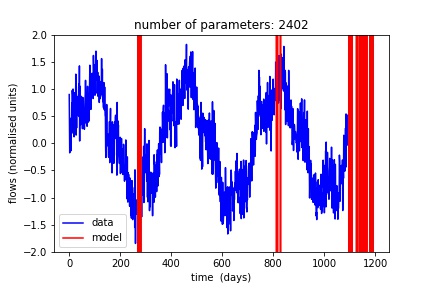 number of parameters: 2402
2.0
1.5
1.0
0.5
0.0
−0.5
−1.0
−1.5
−2.0
flows (normalised units)
data
model
0 200 400 600 800 1000 1200
time (days)